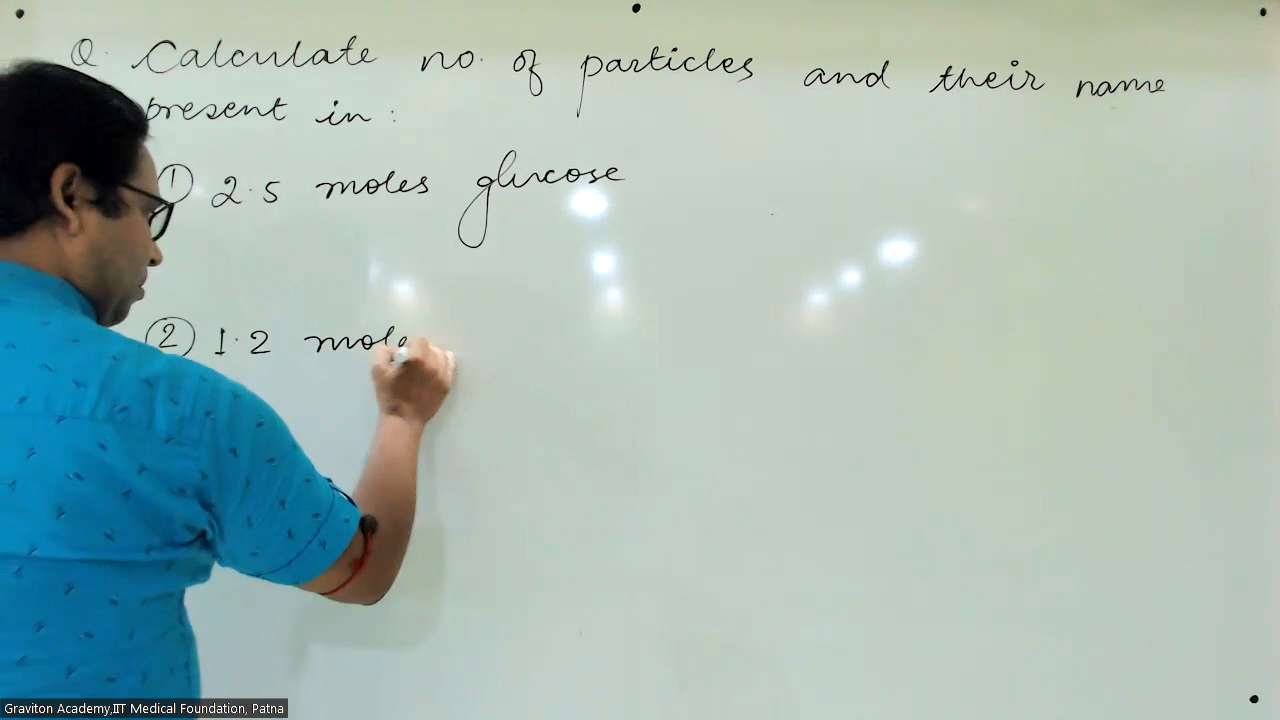 Q. Calculate no. of particles and their name
present in :
① 2.5 moles glucose
② 1.2 mole
Graviton Academy,IIT Medical Foundation, Patna